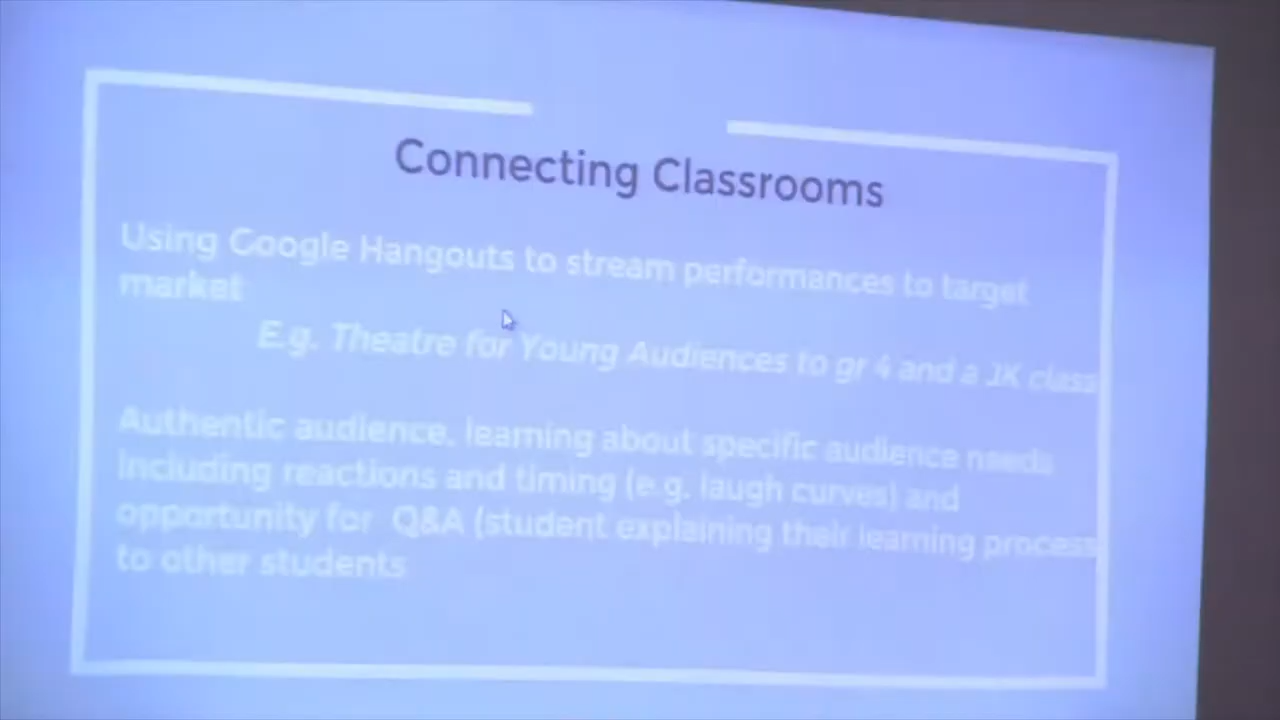 Connecting Classrooms
Using Google Hangouts to stream performances to target
market
E.g. Theatre for Young Audiences to gr 4 and a JK class
Authentic audience, learning about specific audience needs
including reactions and timing (e.g. laugh curves) and
opportunity for Q&A (student explaining their learning process
to other students